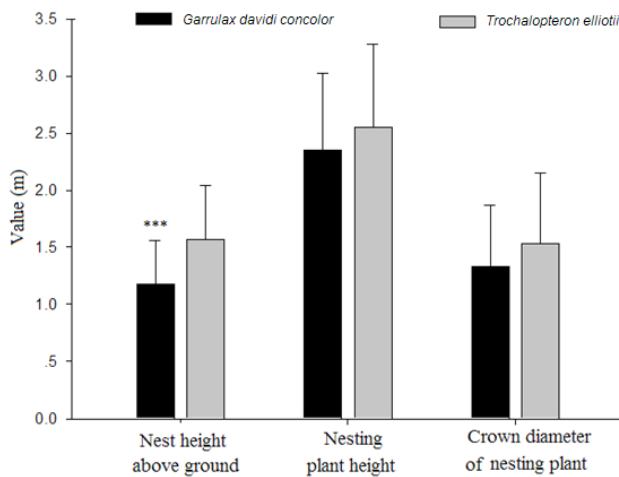 Garrulax davidi concolor
Trochalopteron elliotii
Value (m)
3.5
3.0
2.5
2.0
1.5
1.0
.5
0.0
***
Nest height
above ground
Nesting
plant height
Crown diameter
of nesting plant